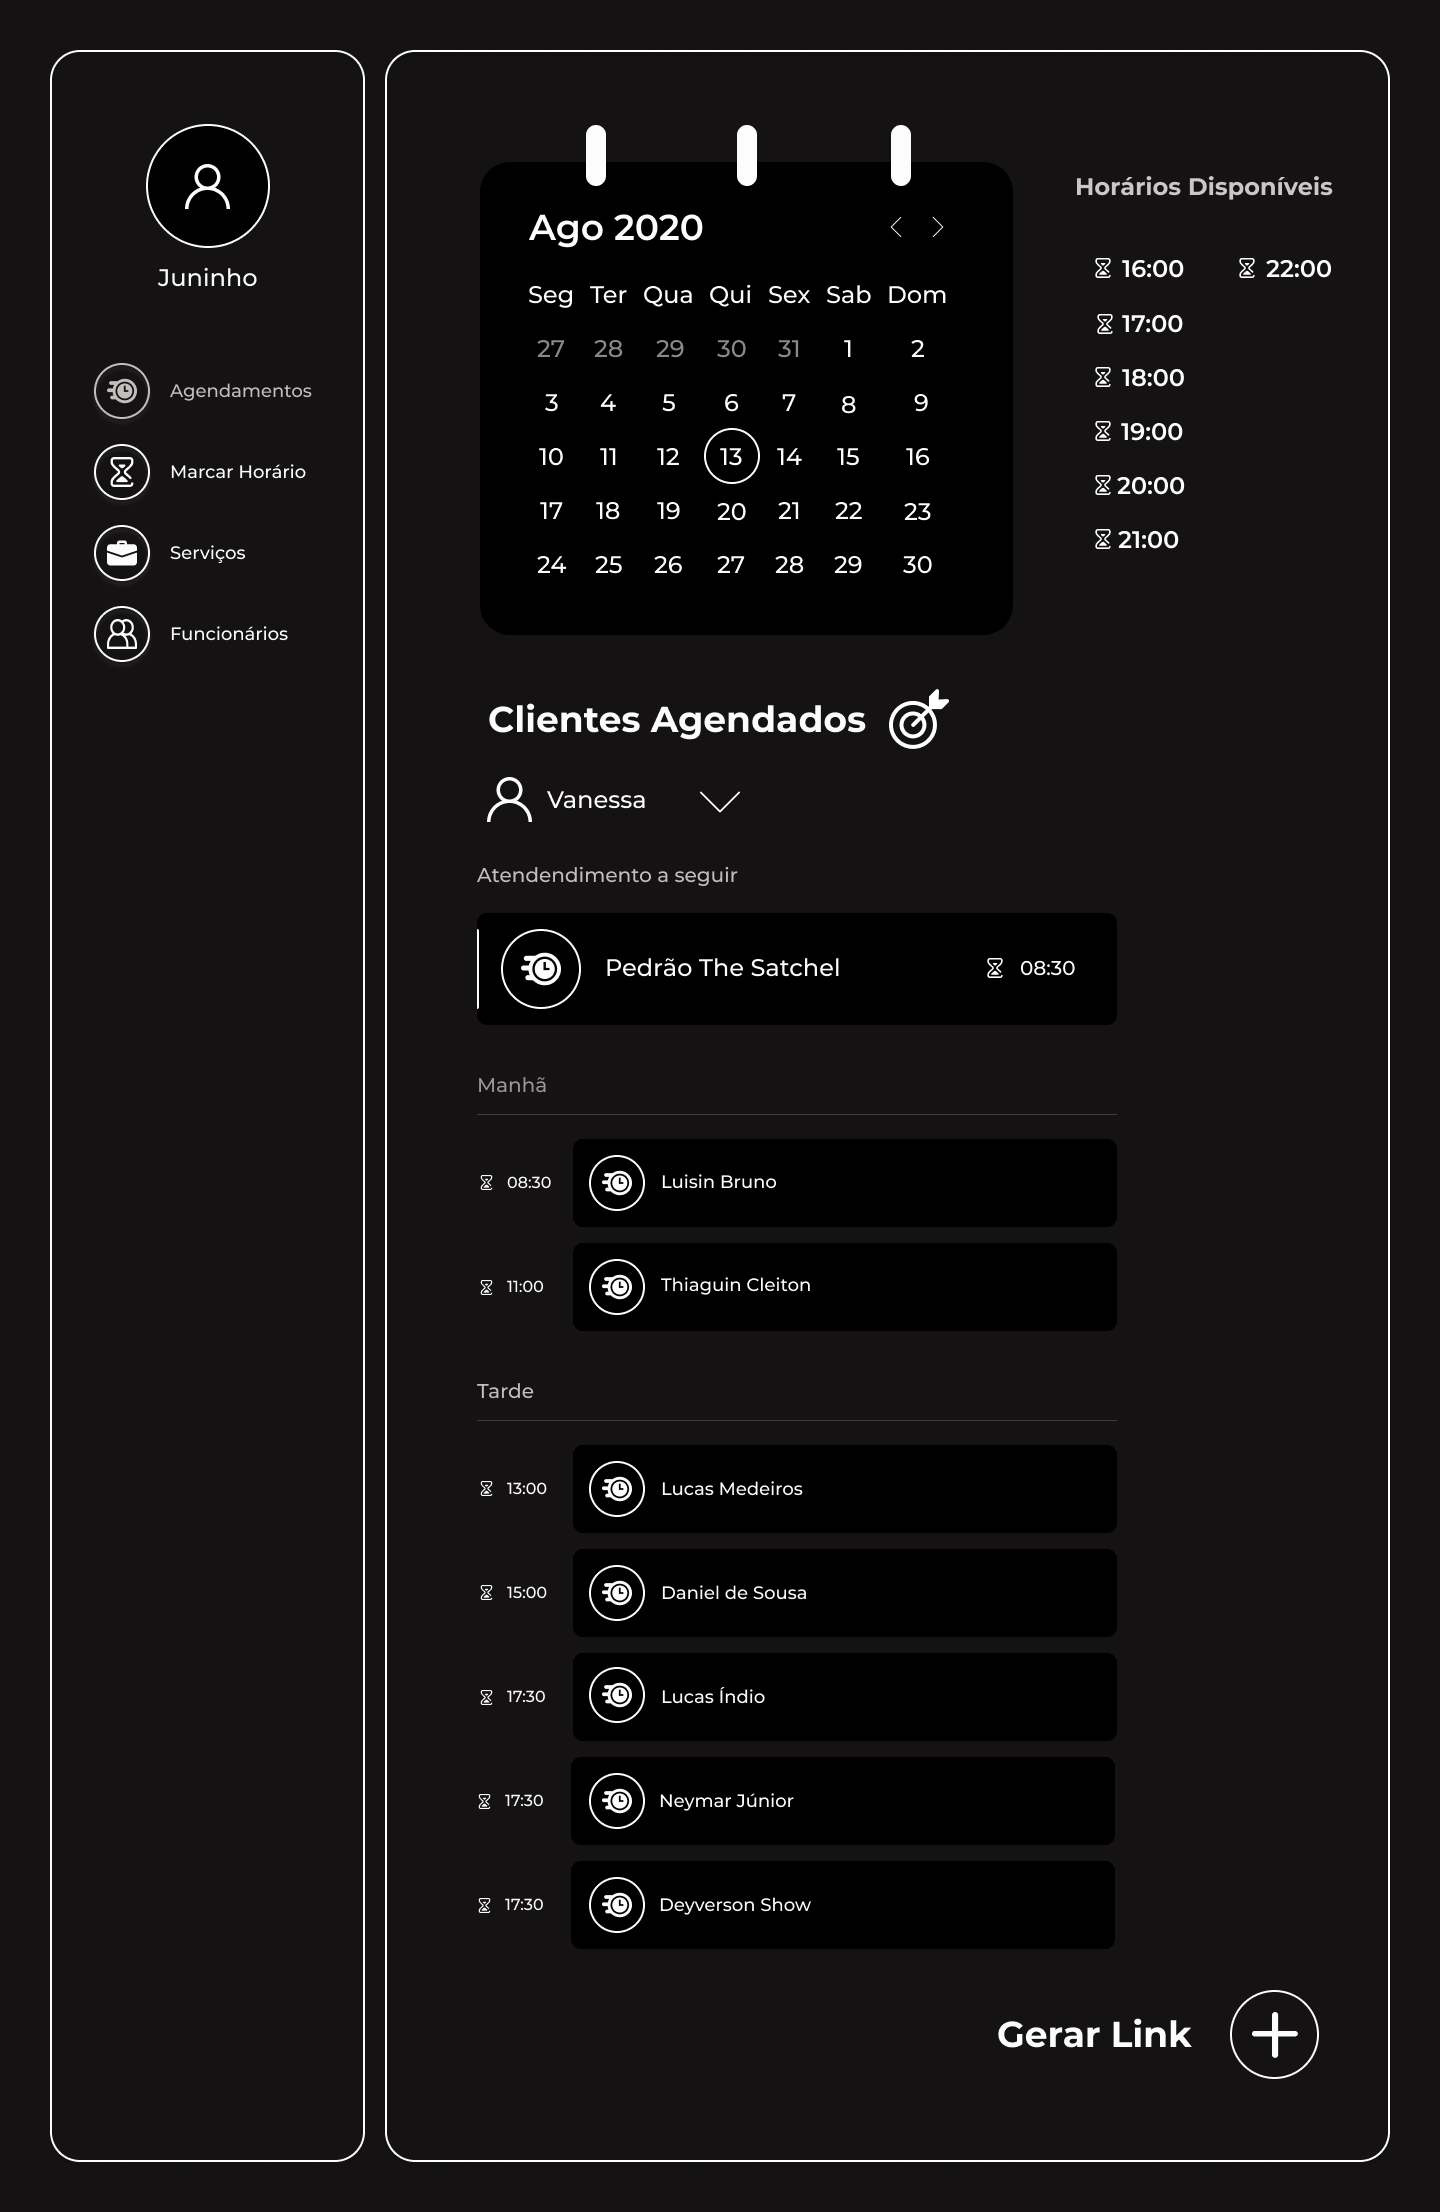 Juninho
Agendamentos
Marcar Horário
Serviços
Funcionários
Ago 2020
Seg Ter Qua Qui Sex Sab Dom
27 28 29 30 31 1 2
3 4 5 6 7 8 9
10 11 12 13 14 15 16
17 18 19 20 21 22 23
24 25 26 27 28 29 30
Horários Disponíveis
16:00 22:00
17:00
18:00
19:00
20:00
21:00
Clientes Agendados
Vanessa
Atendendimento a seguir
Pedrão The Satchel 08:30
Manhã
08:30 Luisin Bruno
11:00 Thiaguin Cleiton
Tarde
13:00 Lucas Medeiros
15:00 Daniel de Sousa
17:30 Lucas Índio
17:30 Neymar Júnior
17:30 Deyverson Show
Gerar Link